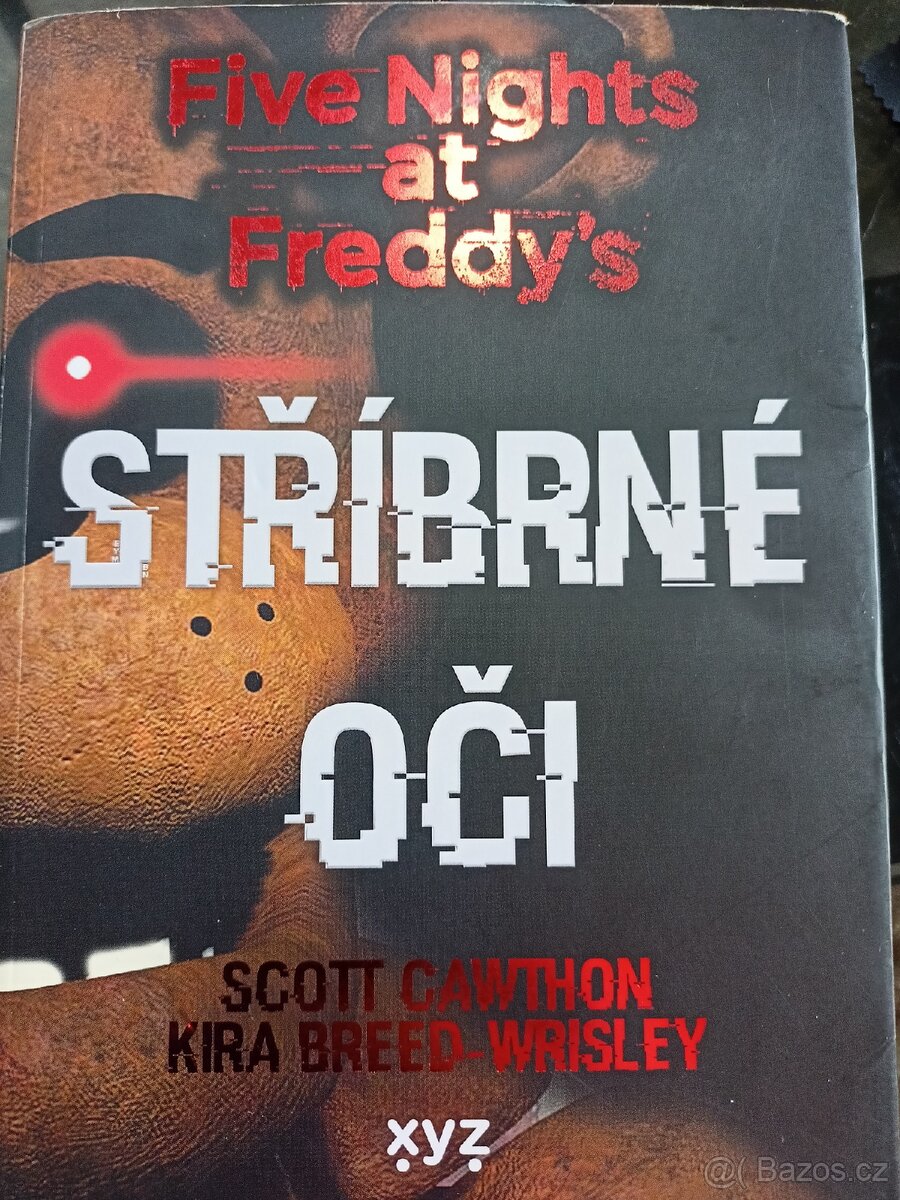 Five Nights
at
Freddy's
STŘÍBRNÉ
OČI
SCOTT CAWTHON
KIRA BREED-WRISLEY
xyz
@( Bazos.cz